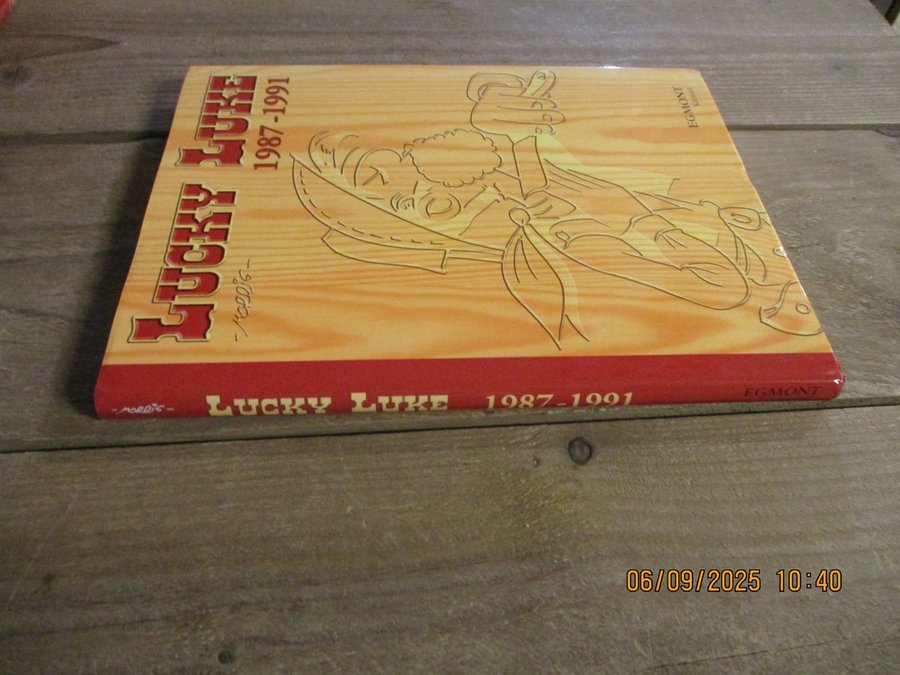 LUCKY LUKE
1987-1991
-MORRIS-
EGMONT
-MORRIS-
LUCKY LUKE 1987-1991
EGMONT
06/09/2025 10:40